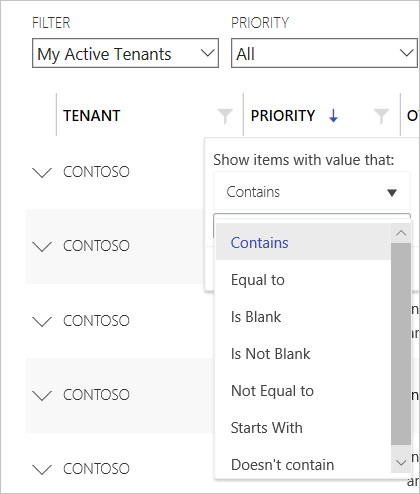 FILTER PRIORITY
My Active Tenants All
TENANT PRIORITY
Show items with value that:
CONTOSO
Contains
Contains
CONTOSO
Equal to
Is Blank
CONTOSO
Is Not Blank
Not Equal to
CONTOSO
Starts With
Doesn't contain
CONTOSO